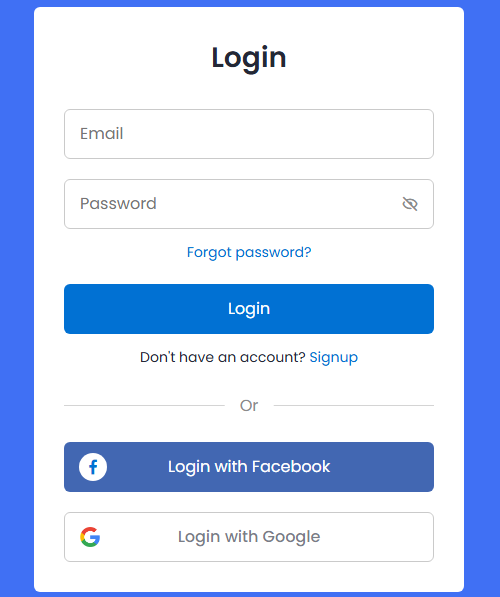 Login
Email
Password
Forgot password?
Login
Don't have an account? Signup
Or
Login with Facebook
Login with Google